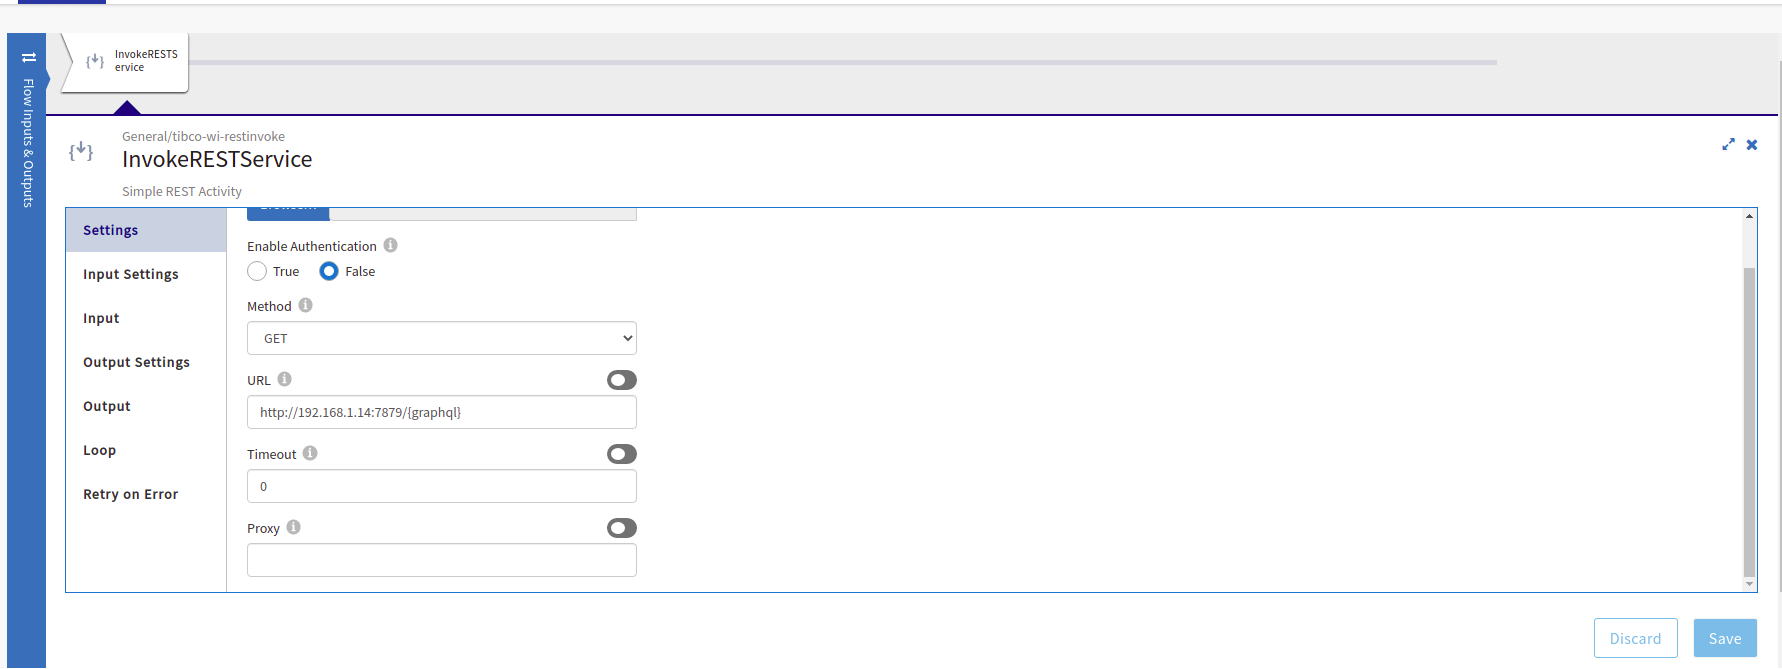 InvokeRESTS
ervice
Flow Inputs & Outputs
General/tibco-wi-restinvoke
InvokeRESTService
Simple REST Activity
Settings
Input Settings
Input
Output Settings
Output
Loop
Retry on Error
Enable Authentication
True
False
Method
GET
URL
http://192.168.1.14:7879/{graphql}
Timeout
0
Proxy
Discard
Save